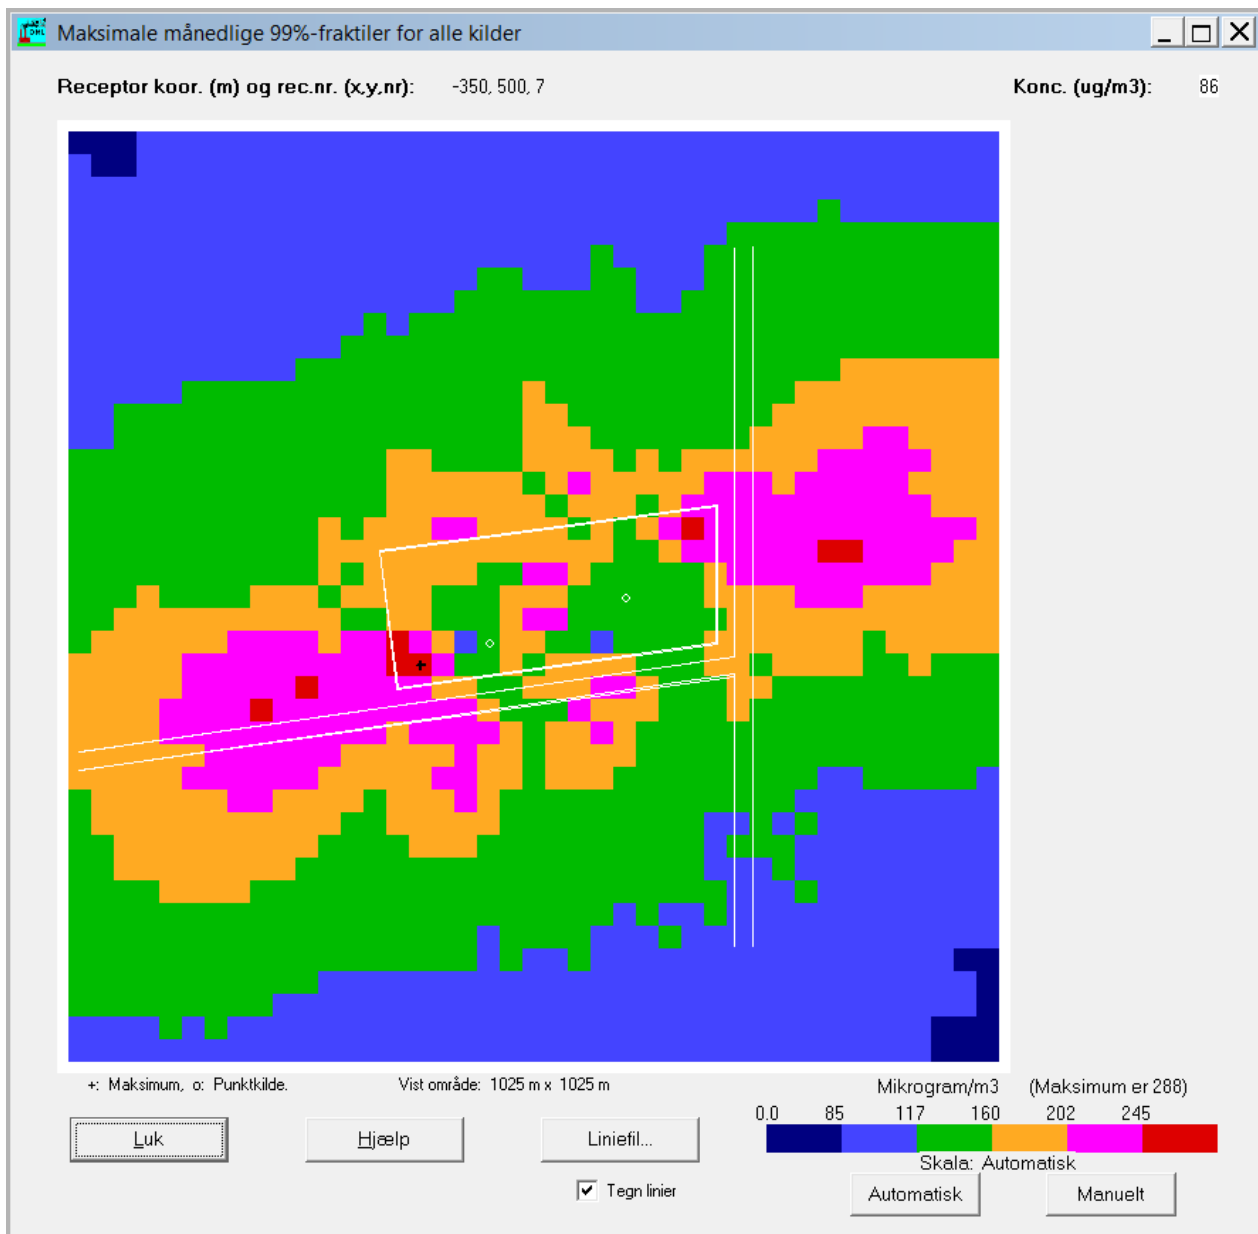 Maksimale månedlige 99%-fraktiler for alle kilder
Receptor koor. (m) og rec.nr. (x,y,nr): -350, 500, 7 Konc. (ug/m3): 86
+: Maksimum, o: Punktkilde. Vist område: 1025 m x 1025 m
Mikrogram/m3 (Maksimum er 288)
0.0 85 117 160 202 245
Luk Hjælp Liniefil...
Skala: Automatisk
Tegn linier
Automatisk Manuelt